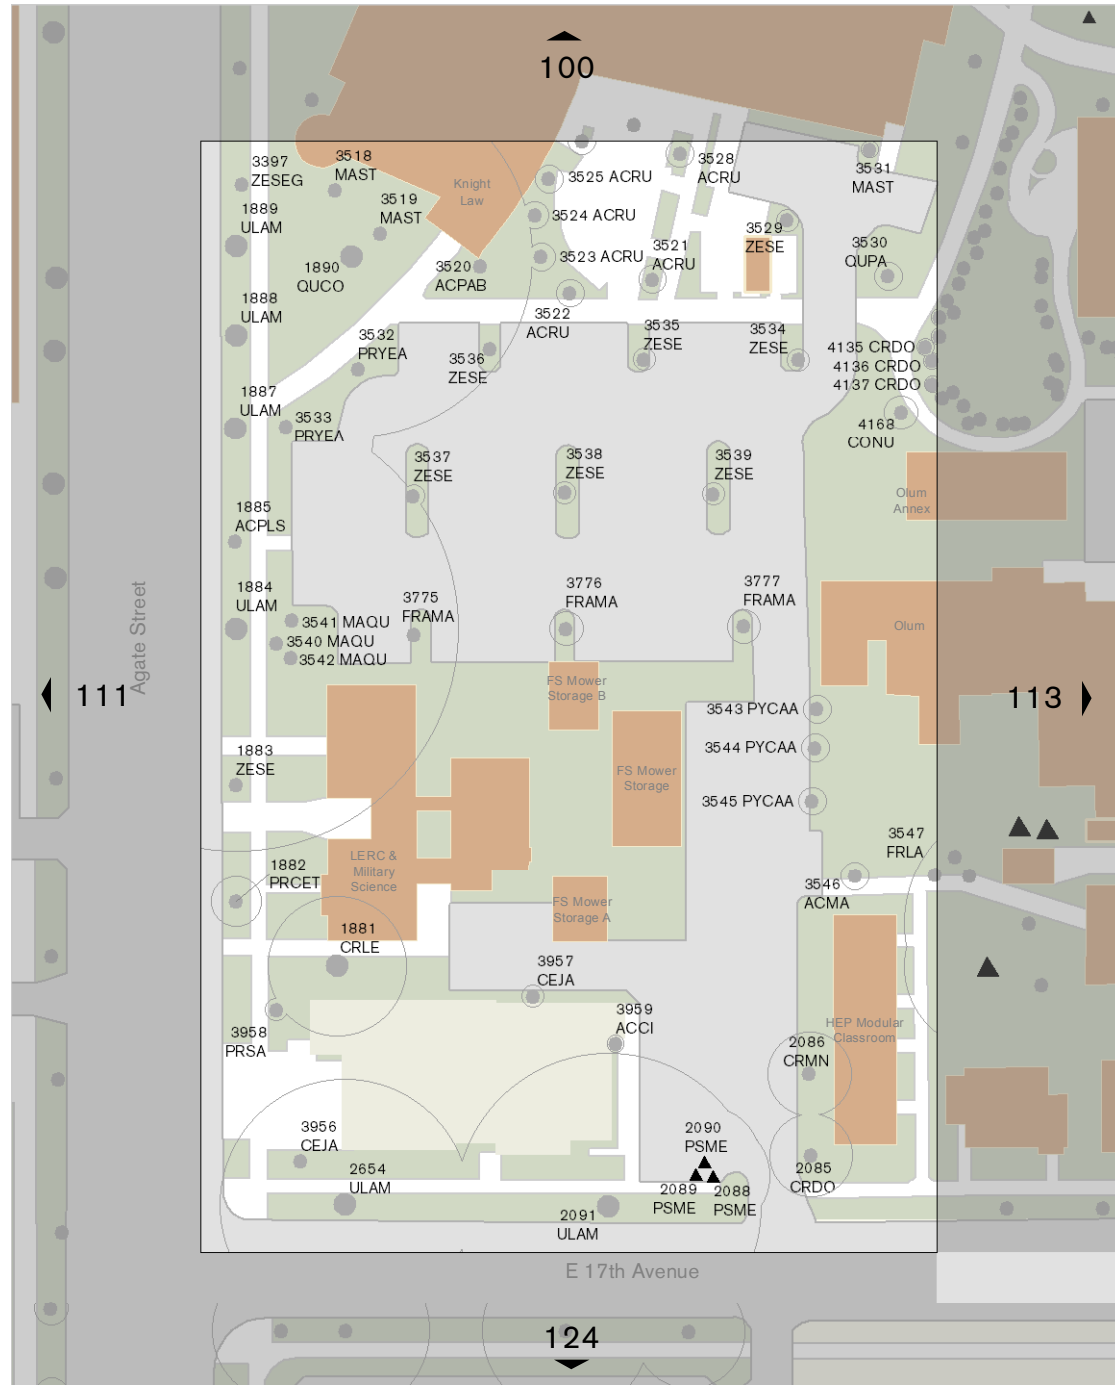 100
3397
ZESEG
3518
MAST
3519
MAST
Knight
Law
3525 ACRU
3524 ACRU
3523 ACRU
3528
ACRU
3531
MAST
1889
ULAM
1890
QUCO
3520
ACPAB
3521
ACRU
3529
ZESE
3530
QUPA
1888
ULAM
3522
ACRU
3532
PRYEA
3536
ZESE
3535
ZESE
3534
ZESE
4135 CRDO
4136 CRDO
4137 CRDO
1887
ULAM
3533
PRYEA
4168
CONU
3537
ZESE
3538
ZESE
3539
ZESE
Olum
Annex
1885
ACPLS
1884
ULAM
3541 MAQU
3540 MAQU
3542 MAQU
3775
FRAMA
3776
FRAMA
3777
FRAMA
Olum
Agate Street
111
113
FS Mower
Storage B
3543 PYCAA
3544 PYCAA
3545 PYCAA
1883
ZESE
FS Mower
Storage
3547
FRLA
1882
PRCET
LERC &
Military
Science
3546
ACMA
FS Mower
Storage A
1881
CRLE
3957
CEJA
3959
ACCI
3958
PRSA
HEP Modular
Classroom
2086
CRMN
3956
CEJA
2090
PSME
2654
ULAM
2089
PSME
2088
PSME
2085
CRDO
2091
ULAM
E 17th Avenue
124